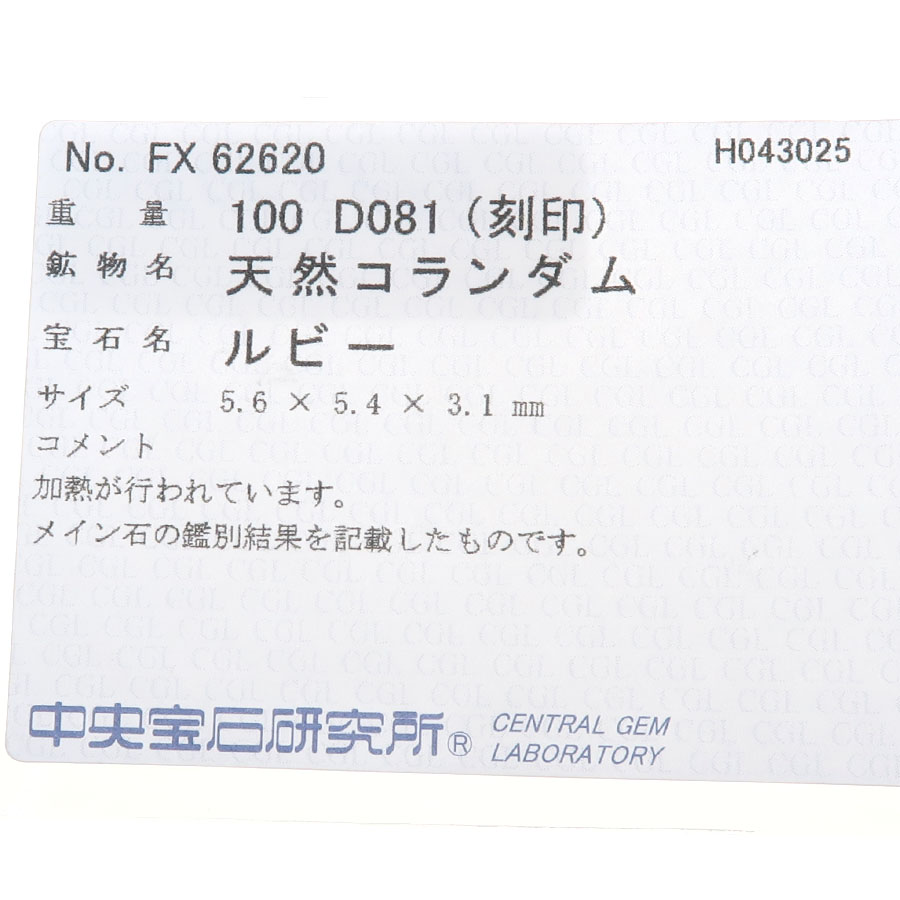 No. FX 62620
H043025
重量 100 D081 (刻印)
鉱物名 天然コランダム
宝石名 ルビー
サイズ 5.6 × 5.4 × 3.1 mm
コメント
加熱が行われています。
メイン石の鑑別結果を記載したものです。
中央宝石研究所® CENTRAL GEM
LABORATORY